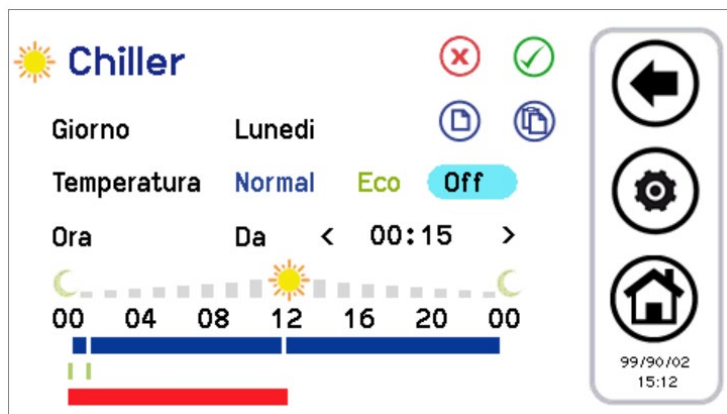 Chiller
Giorno Lunedi
Temperatura Normal Eco Off
Ora Da < 00:15 >
00 04 08 12 16 20 00
99/90/02
15:12